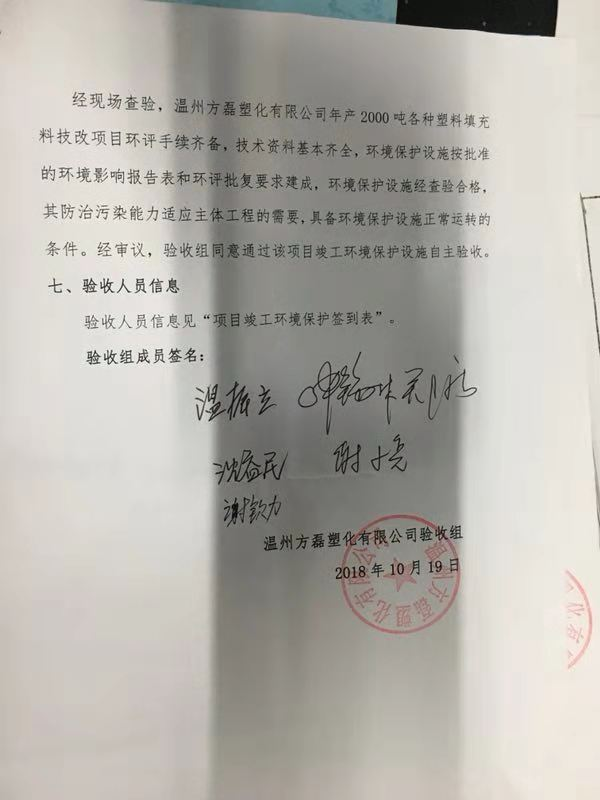 经现场查验，温州方磊塑化有限公司年产2000吨各种塑料填充
料技改项目环评手续齐备，技术资料基本齐全，环境保护设施按批准
的环境影响报告表和环评批复要求建成，环境保护设施经查验合格，
其防治污染能力适应主体工程的需要，具备环境保护设施正常运转的
条件。经审议，验收组同意通过该项目竣工环境保护设施自主验收。
七、验收人员信息
验收人员信息见“项目竣工环境保护签到表”。
验收组成员签名：
温振立
沈益民
谢钦力
温州方磊塑化有限公司验收组
2018年10月19日
温州方磊塑化有限公司